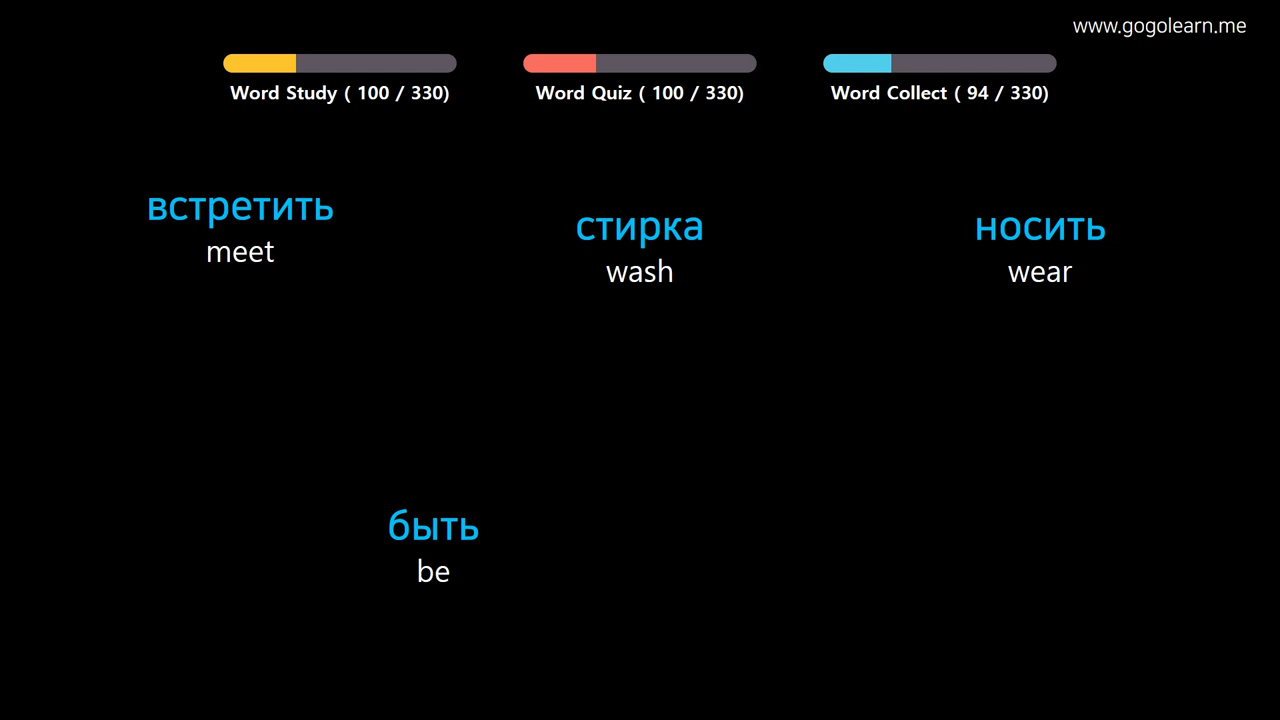 www.gogolearn.me
Word Study ( 100 / 330)
Word Quiz ( 100 / 330)
Word Collect ( 94 / 330)
встретить
meet
стирка
wash
носить
wear
быть
be